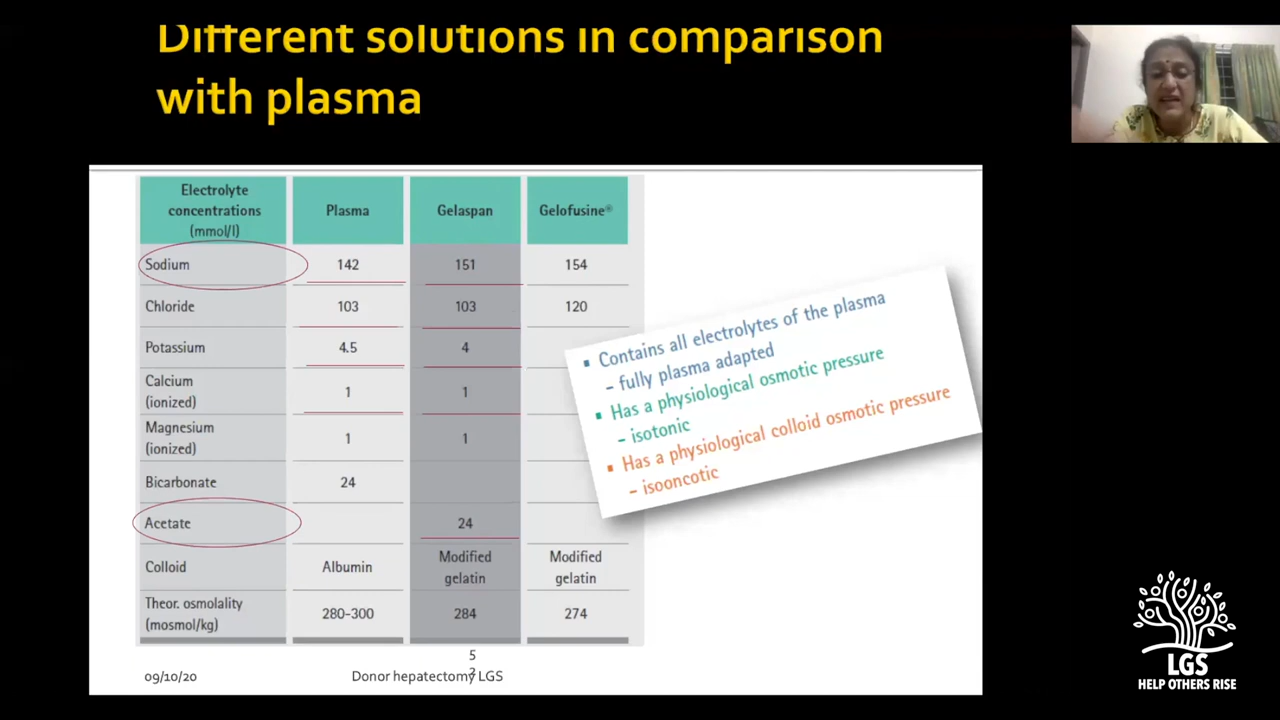 Different solutions in comparison
with plasma
Electrolyte
concentrations
(mmol/l)
Plasma
Gelaspan
Gelofusine®
Sodium
142
151
154
Chloride
103
103
120
Potassium
4.5
4
Calcium
(ionized)
1
1
Magnesium
(ionized)
1
1
Bicarbonate
24
Acetate
24
Colloid
Albumin
Modified
gelatin
Modified
gelatin
Theor. osmolality
(mosmol/kg)
280-300
284
274
▪ Contains all electrolytes of the plasma
– fully plasma adapted
▪ Has a physiological osmotic pressure
– isotonic
▪ Has a physiological colloid osmotic pressure
– isooncotic
09/10/20
Donor hepatectomy LGS
5
LGS
HELP OTHERS RISE